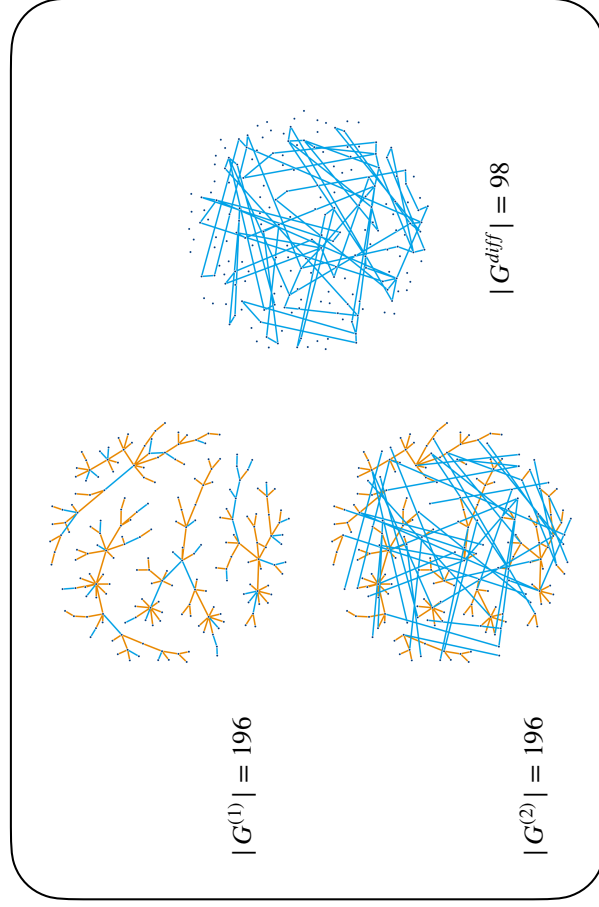 |G^{(1)}| = 196
|G^{(2)}| = 196
|G^{diff}| = 98